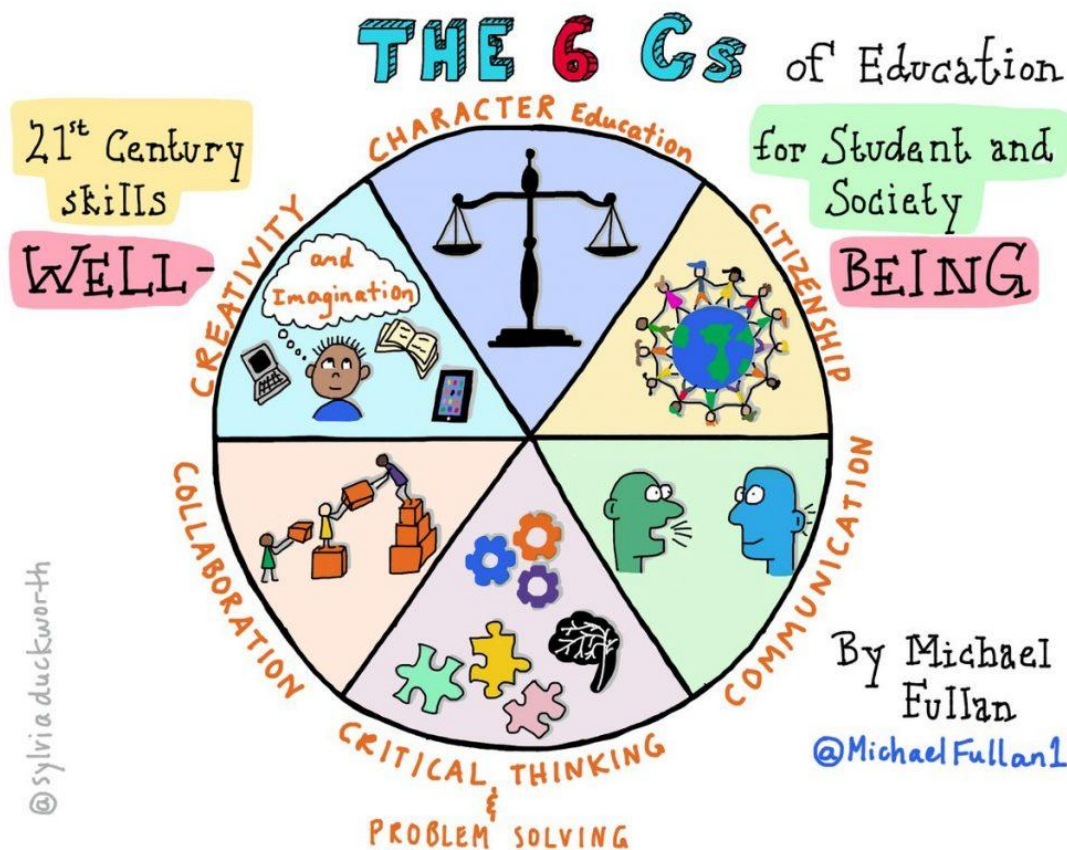 THE 6 Cs of Education
21st Century
skills
WELL-
for Student and
Society
BEING
CHARACTER Education
CITIZENSHIP
COMMUNICATION
CRITICAL THINKING
&
PROBLEM SOLVING
COLLABORATION
CREATIVITY
and
Imagination
By Michael
Fullan
@MichaelFullan1
@sylviaduckworth